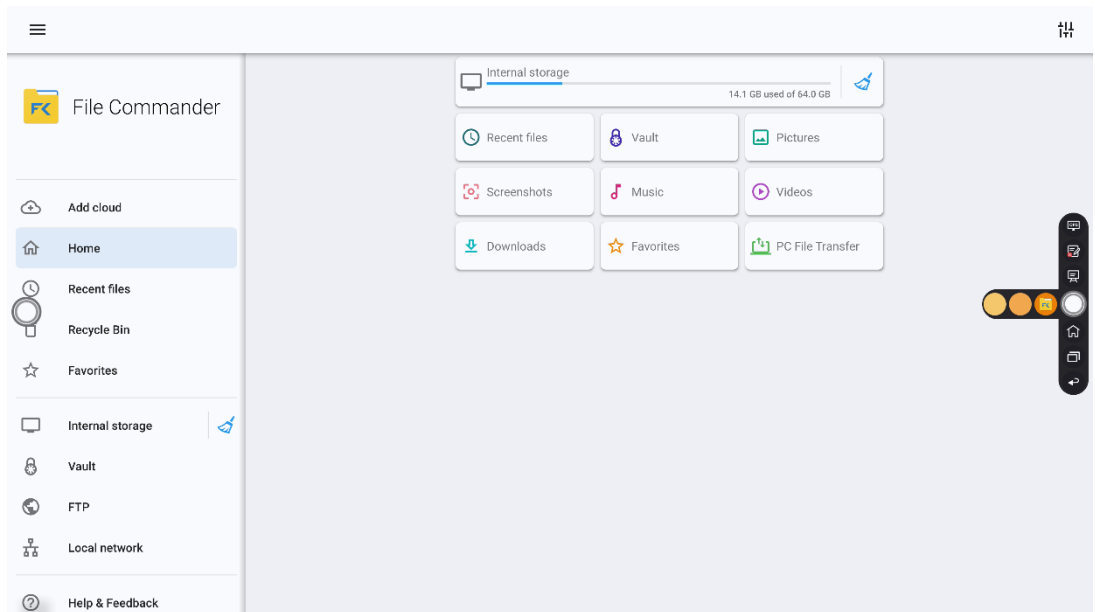 File Commander
Add cloud
Home
Recent files
Recycle Bin
Favorites
Internal storage
Vault
FTP
Local network
Help & Feedback
Internal storage
14.1 GB used of 64.0 GB
Recent files
Vault
Pictures
Screenshots
Music
Videos
Downloads
Favorites
PC File Transfer